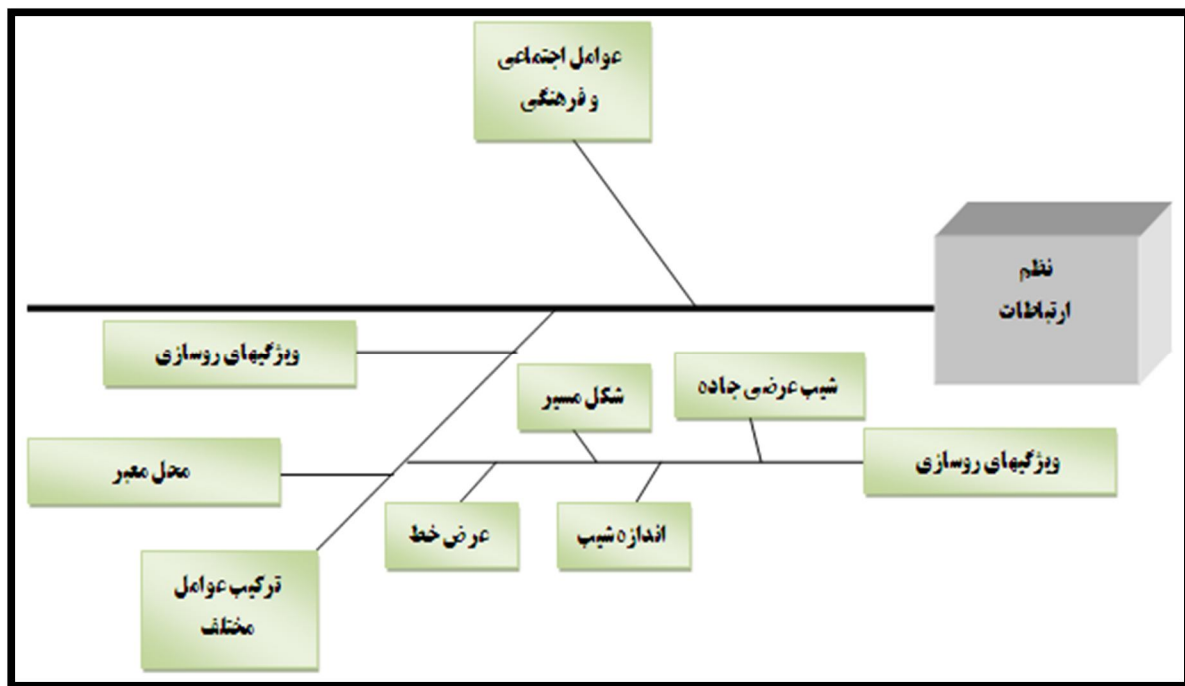 عوامل اجتماعی
و فرهنگی
نظم
ارتباطات
ویژگیهای روسازی
شکل مسیر
شیب عرضی جاده
محل معبر
ویژگیهای روسازی
عرض خط
اندازه شیب
ترکیب عوامل
مختلف